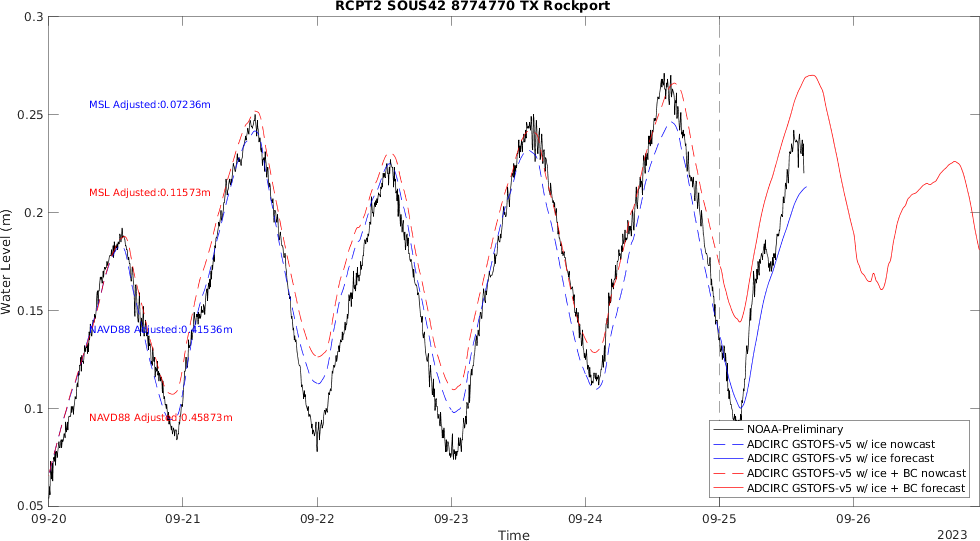 RCPT2 SOUS42 8774770 TX Rockport
0.3
0.25
0.2
0.15
0.1
0.05
Water Level (m)
MSL Adjusted:0.07236m
MSL Adjusted:0.11573m
NAVD88 Adjusted:0.41536m
NAVD88 Adjusted:0.45873m
NOAA-Preliminary
ADCIRC GSTOFS-v5 w/ ice nowcast
ADCIRC GSTOFS-v5 w/ ice forecast
ADCIRC GSTOFS-v5 w/ ice + BC nowcast
ADCIRC GSTOFS-v5 w/ ice + BC forecast
09-20 09-21 09-22 09-23 09-24 09-25 09-26
Time
2023